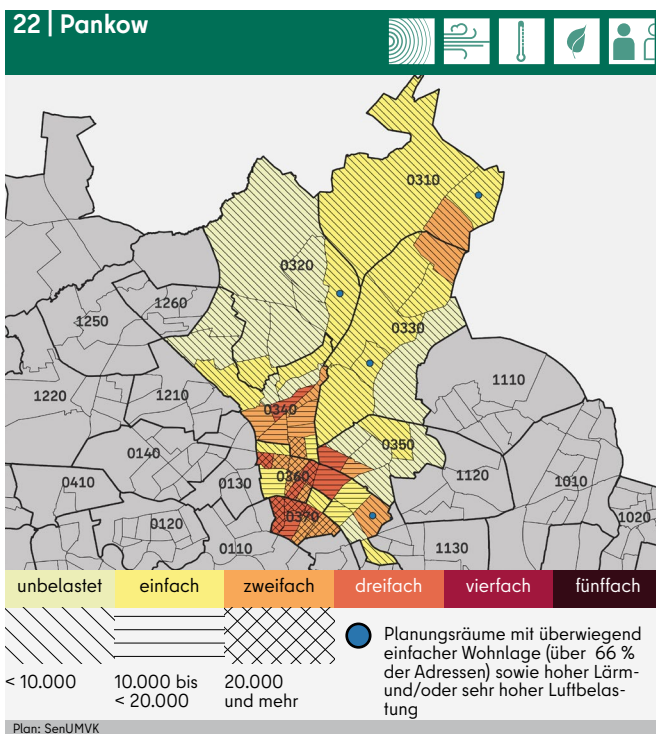 22 | Pankow
0310
0320
1260
1250
0330
1220
1210
1110
0340
0350
0140
0410
0130
0360
1120
1010
0120
0370
1020
0110
1130
unbelastet einfach zweifach dreifach vierfach fünffach
< 10.000
10.000 bis
< 20.000
20.000
und mehr
Planungsräume mit überwiegend
einfacher Wohnlage (über 66 %
der Adressen) sowie hoher Lärm-
und/oder sehr hoher Luftbelas-
tung
Plan: SenUMVK